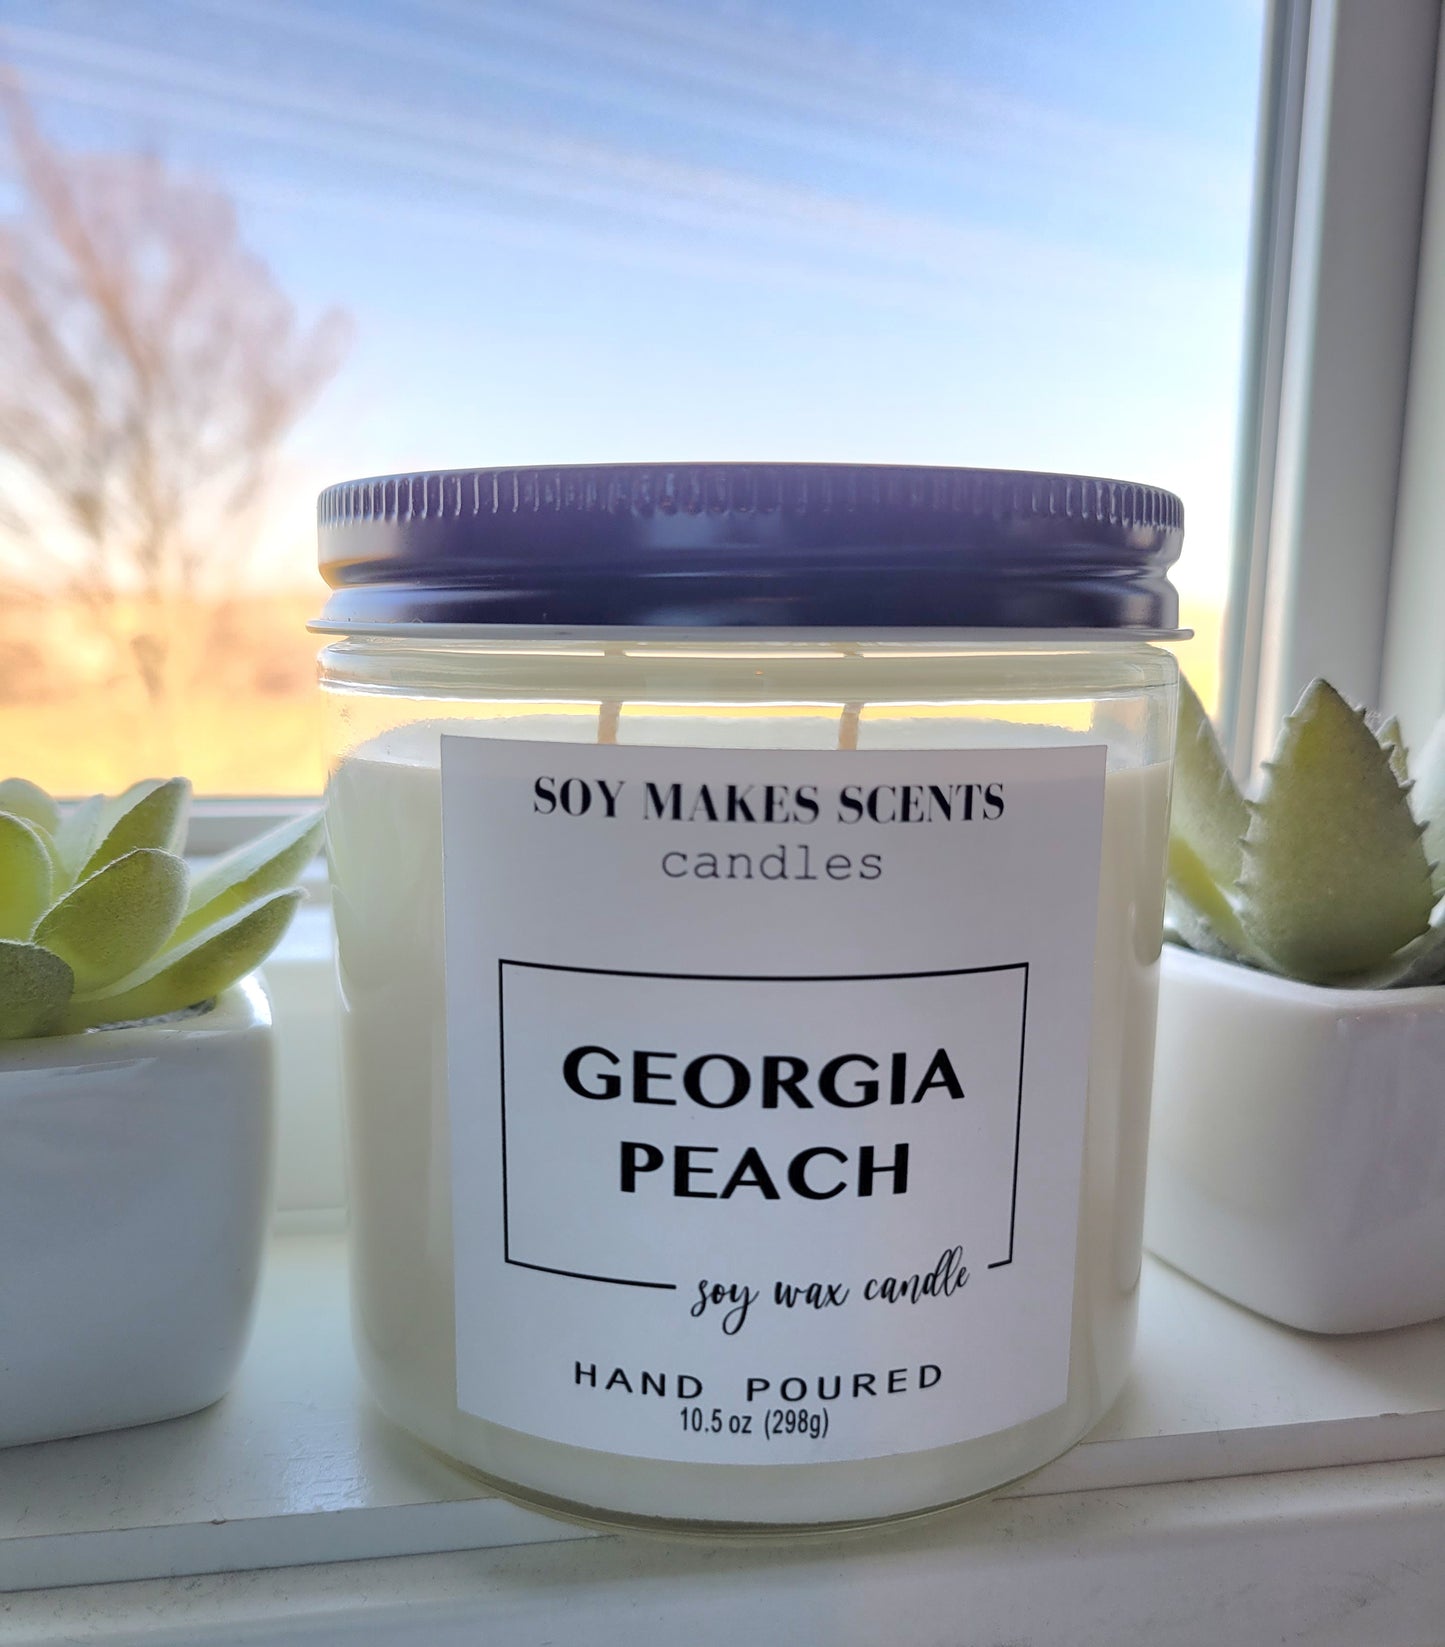 SOY MAKES SCENTS
candles
GEORGIA
PEACH
soy wax candle
HAND POURED
10.5 oz (298g)